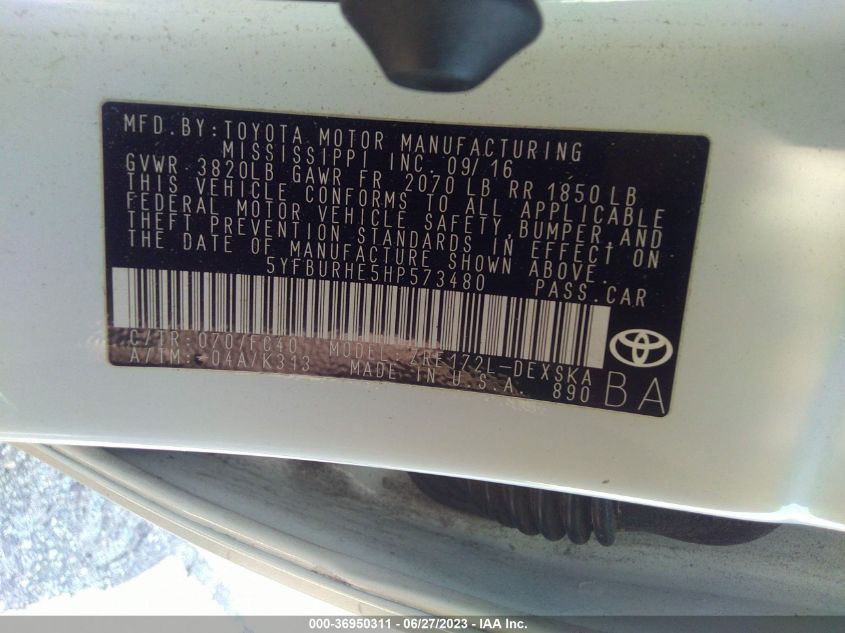 MFD.BY:TOYOTA MOTOR MANUFACTURING
MISSISSIPPI INC. 09/16
GVWR 3820LB GAWR FR 2070 LB RR 1850 LB
THIS VEHICLE CONFORMS TO ALL APPLICABLE
FEDERAL MOTOR VEHICLE SAFETY, BUMPER, AND
THEFT PREVENTION STANDARDS IN EFFECT ON
THE DATE OF MANUFACTURE SHOWN ABOVE.
5YFBURHE5HP573480 PASS.CAR
C/TR:070/FC40 MODEL: ZRE172L-DEXSKA
A/TM: -04A/K313 MADE IN U.S.A. 890
BA
000-36950311 - 06/27/2023 - IAA Inc.